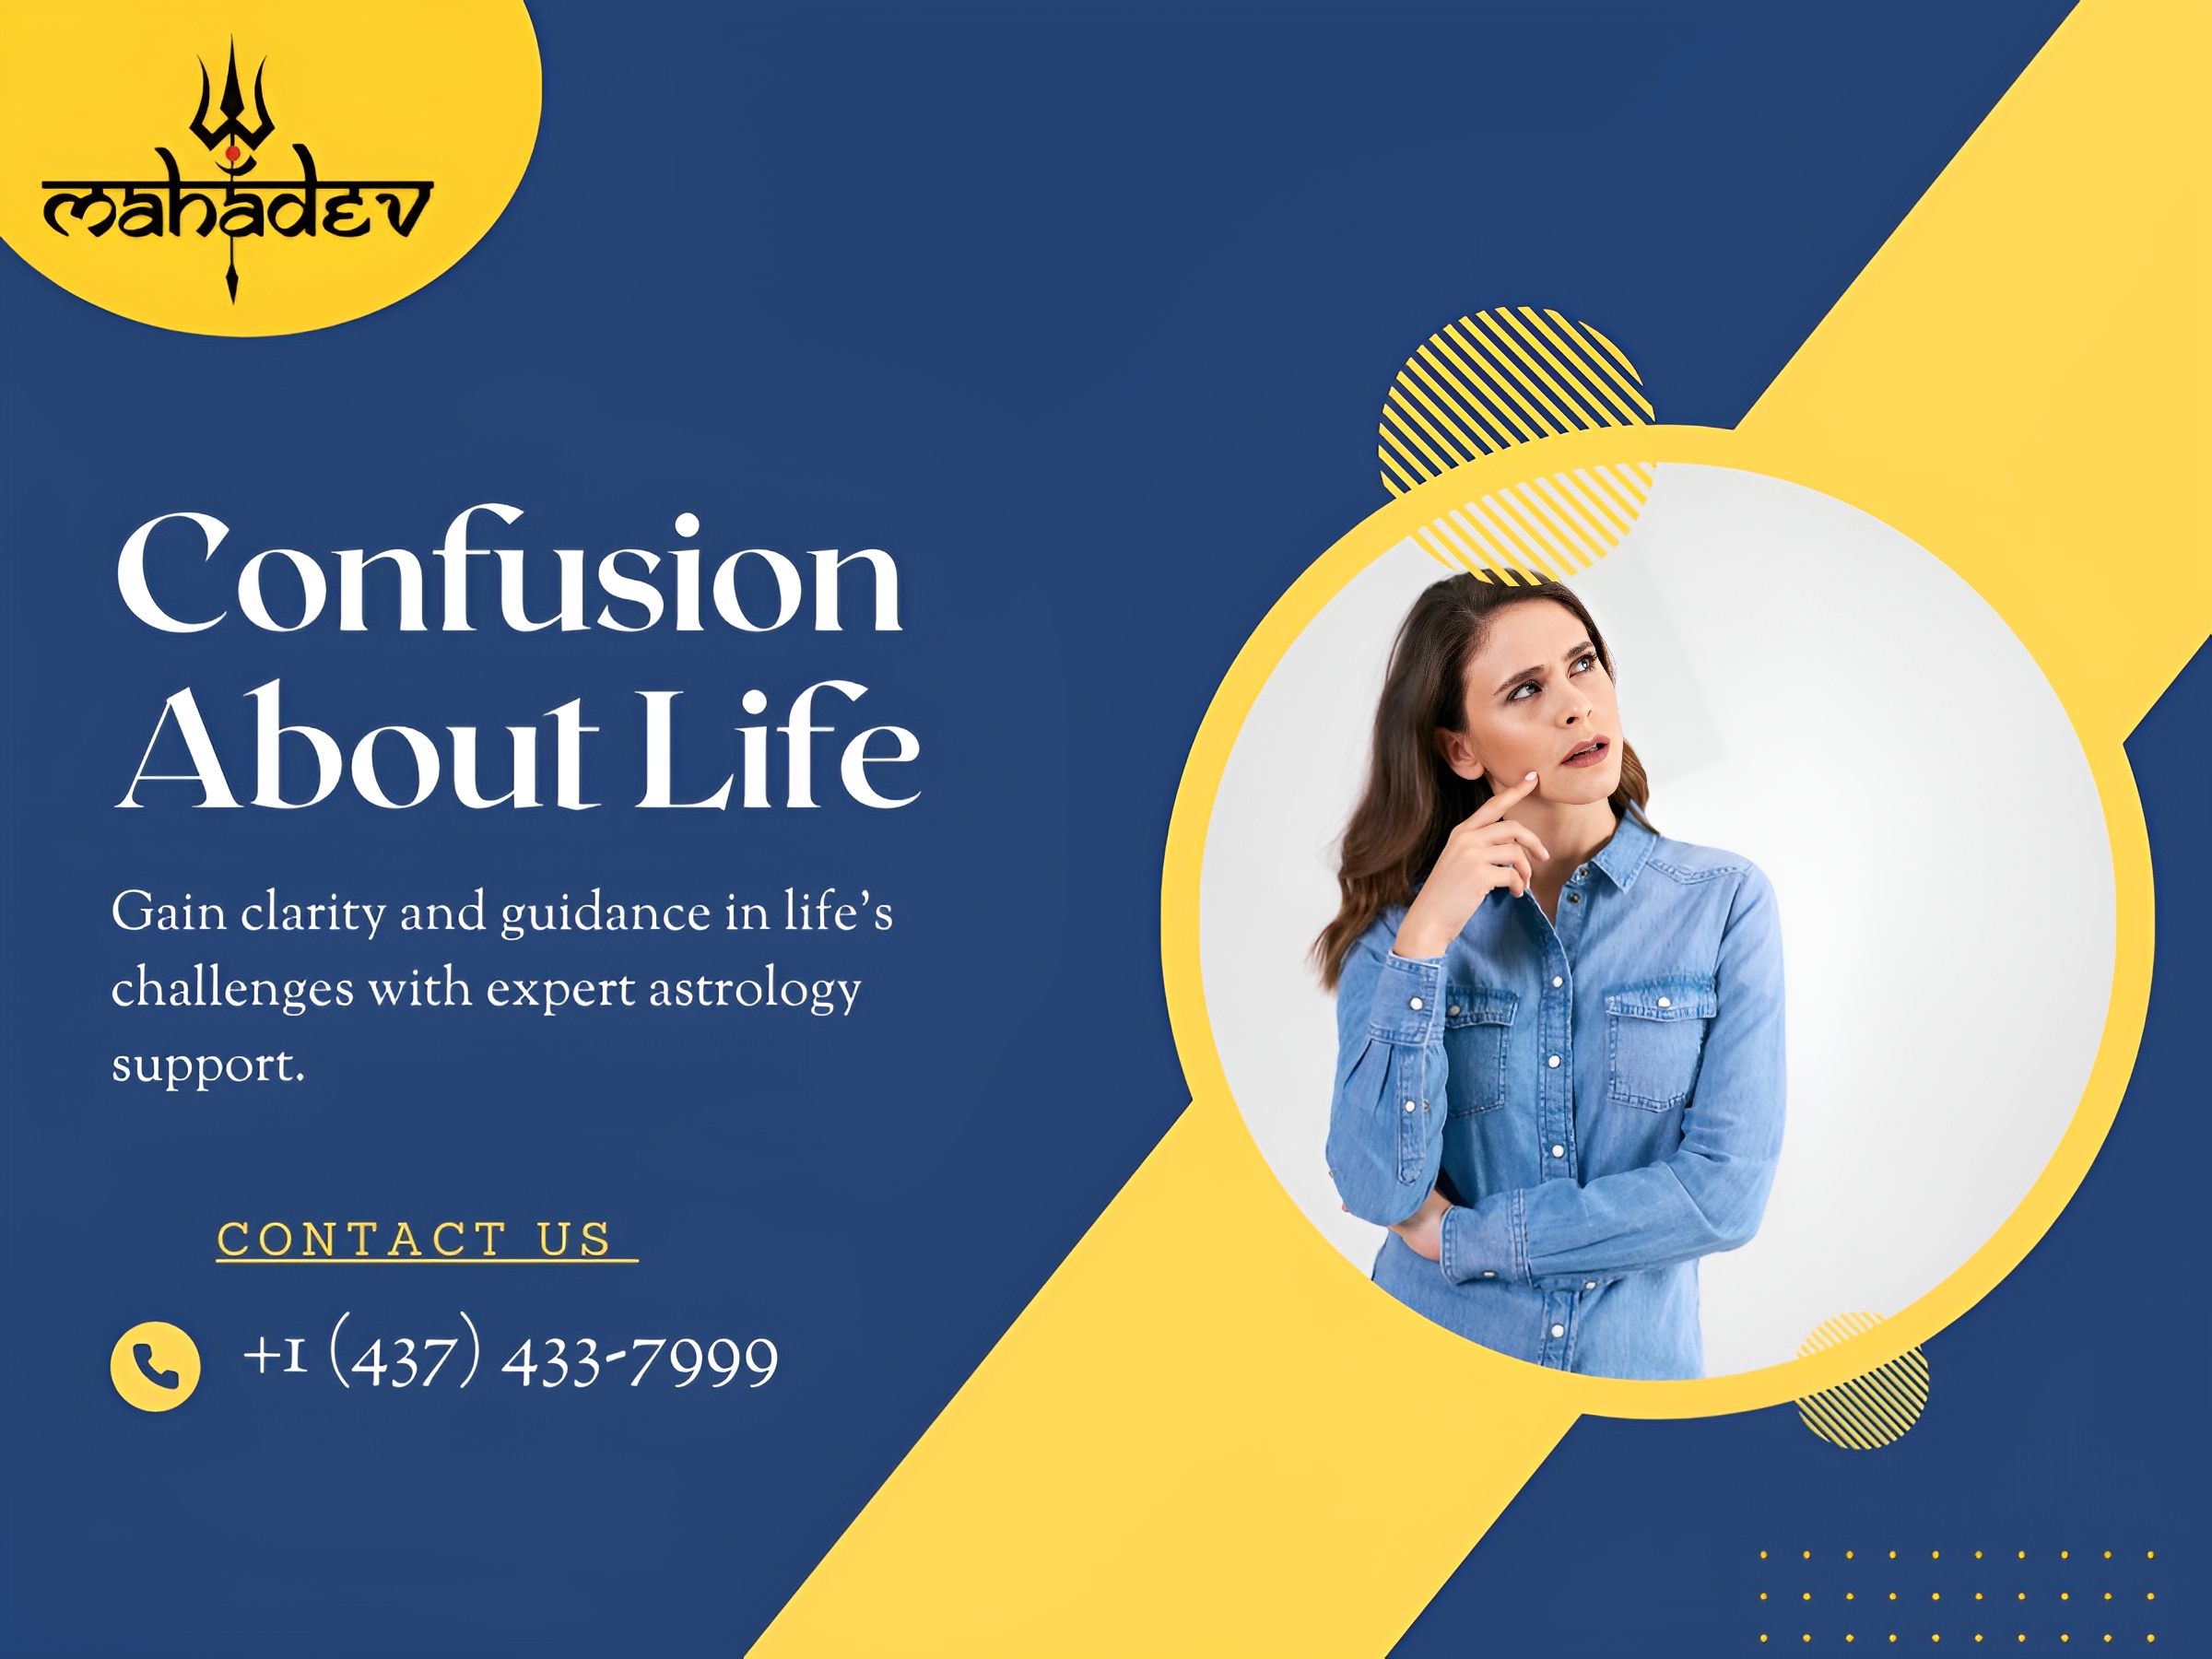 mahadev
Confusion
About Life
Gain clarity and guidance in life’s
challenges with expert astrology
support.
CONTACT US
+1 (437) 433-7999